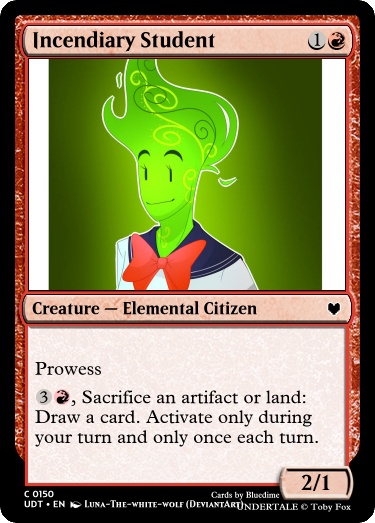 Incendiary Student 1
Creature — Elemental Citizen
Prowess
3, Sacrifice an artifact or land:
Draw a card. Activate only during
your turn and only once each turn.
2/1
C 0150
UDT • EN Luna-The-white-wolf (DeviantArt)
Cards by Bluedime
UNDERTALE © Toby Fox